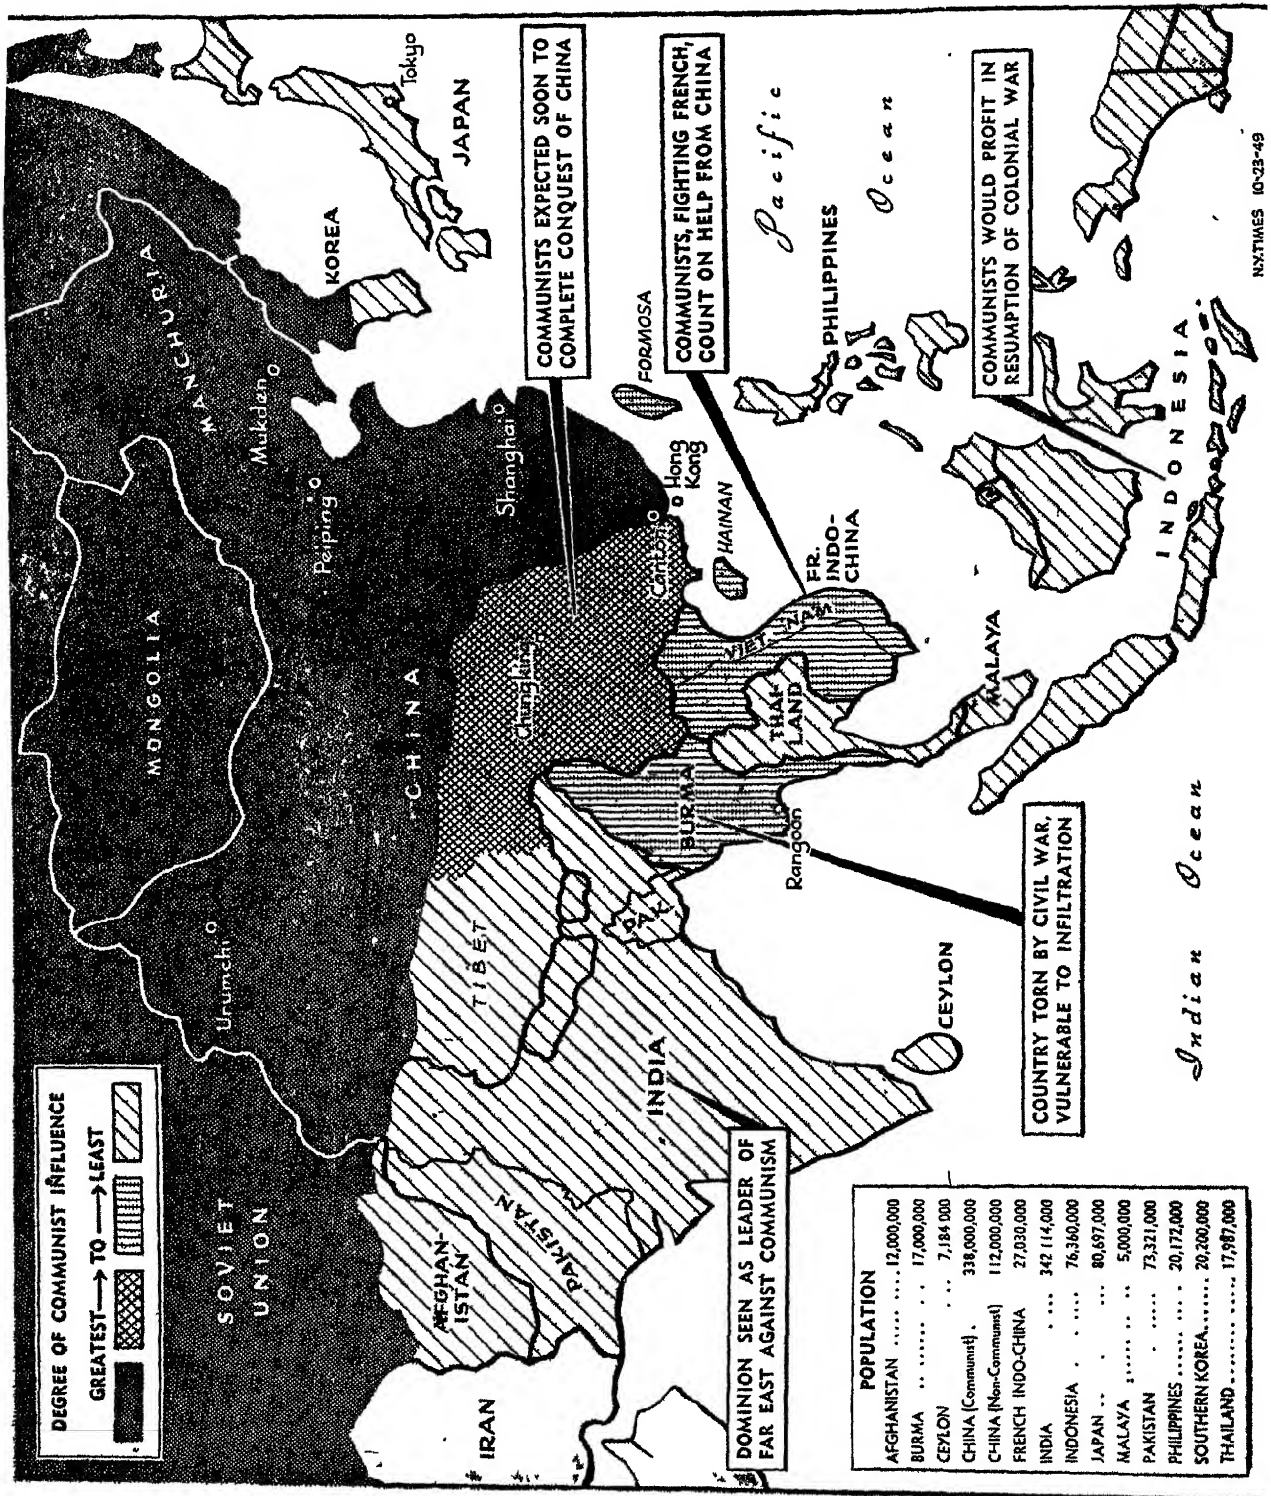 DEGREE OF COMMUNIST INFLUENCE
GREATEST→TO→LEAST
SOVIET
UNION
MONGOLIA
MANCHURIA
Mukden
Peiping
Urumchi
CHINA
KOREA
JAPAN
Tokyo
Shanghai
COMMUNISTS EXPECTED SOON TO
COMPLETE CONQUEST OF CHINA
TIBET
Chungking
Canton
Hong
Kong
FORMOSA
HAINAN
COMMUNISTS, FIGHTING FRENCH,
COUNT ON HELP FROM CHINA
AFGHAN-
ISTAN
PAKISTAN
IRAN
INDIA
PAK.
BURMA
Rangoon
THAI-
LAND
VIET NAM
FR.
INDO-
CHINA
PHILIPPINES
Pacific
Ocean
DOMINION SEEN AS LEADER OF
FAR EAST AGAINST COMMUNISM
CEYLON
MALAYA
COMMUNISTS WOULD PROFIT IN
RESUMPTION OF COLONIAL WAR
INDONESIA
COUNTRY TORN BY CIVIL WAR,
VULNERABLE TO INFILTRATION
Indian Ocean
POPULATION
AFGHANISTAN ...... ....12,000,000
BURMA .. ...... . . 17,000,000
CEYLON . . . 7,184 000
CHINA (Communist) . 338,000,000
CHINA (Non-Communist) 112,000,000
FRENCH INDO-CHINA 27,030,000
INDIA . .... 342 114,000
INDONESIA . . .... 76,360,000
JAPAN .. . ... 80,697,000
MALAYA ...... .. .. 5,000,000
PAKISTAN . ..... 73,321,000
PHILIPPINES ...... ... . 20,172,000
SOUTHERN KOREA....... 20,200,000
THAILAND ......... ..... 17,987,000
N.Y.TIMES 10-23-49